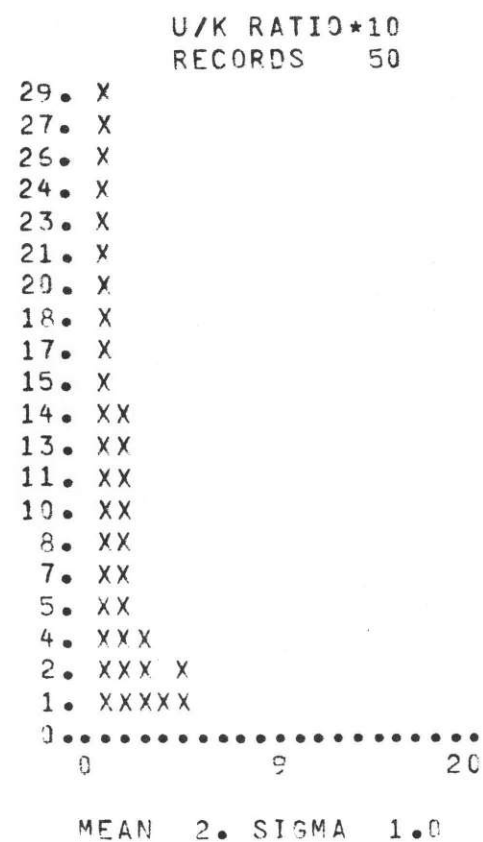 U/K RATIO*10
RECORDS 50
29. X
27. X
26. X
24. X
23. X
21. X
20. X
18. X
17. X
15. X
14. XX
13. XX
11. XX
10. XX
8. XX
7. XX
5. XX
4. XXX
2. XXX X
1. XXXXX
0......................
0 9 20
MEAN 2. SIGMA 1.0